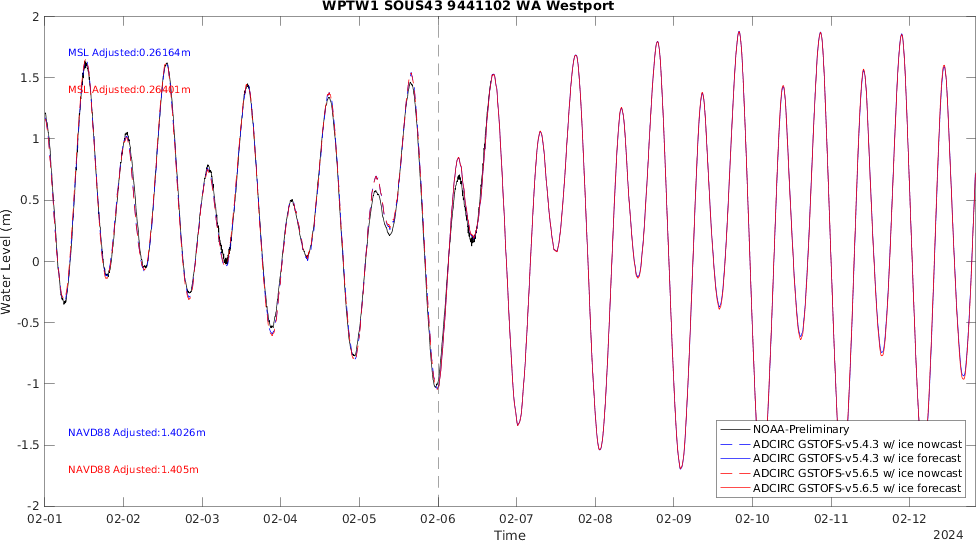 WPTW1 SOUS43 9441102 WA Westport
MSL Adjusted:0.26164m
MSL Adjusted:0.26401m
NAVD88 Adjusted:1.4026m
NAVD88 Adjusted:1.405m
Water Level (m)
2
1.5
1
0.5
0
-0.5
-1
-1.5
-2
NOAA-Preliminary
ADCIRC GSTOFS-v5.4.3 w/ ice nowcast
ADCIRC GSTOFS-v5.4.3 w/ ice forecast
ADCIRC GSTOFS-v5.6.5 w/ ice nowcast
ADCIRC GSTOFS-v5.6.5 w/ ice forecast
02-01 02-02 02-03 02-04 02-05 02-06 02-07 02-08 02-09 02-10 02-11 02-12
Time
2024